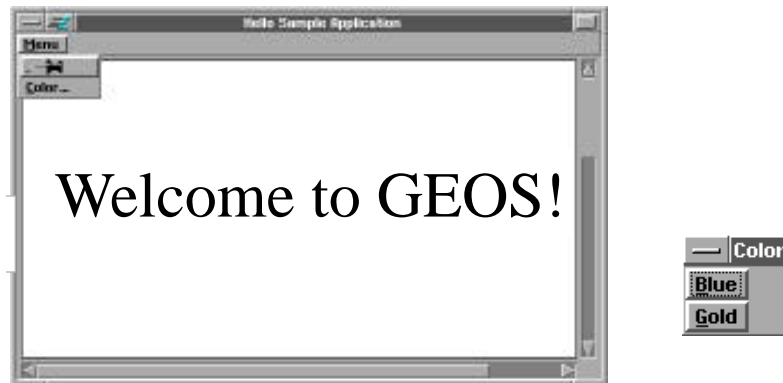 Hello Sample Application
Menu
Color...
Welcome to GEOS!
Color
Blue
Gold